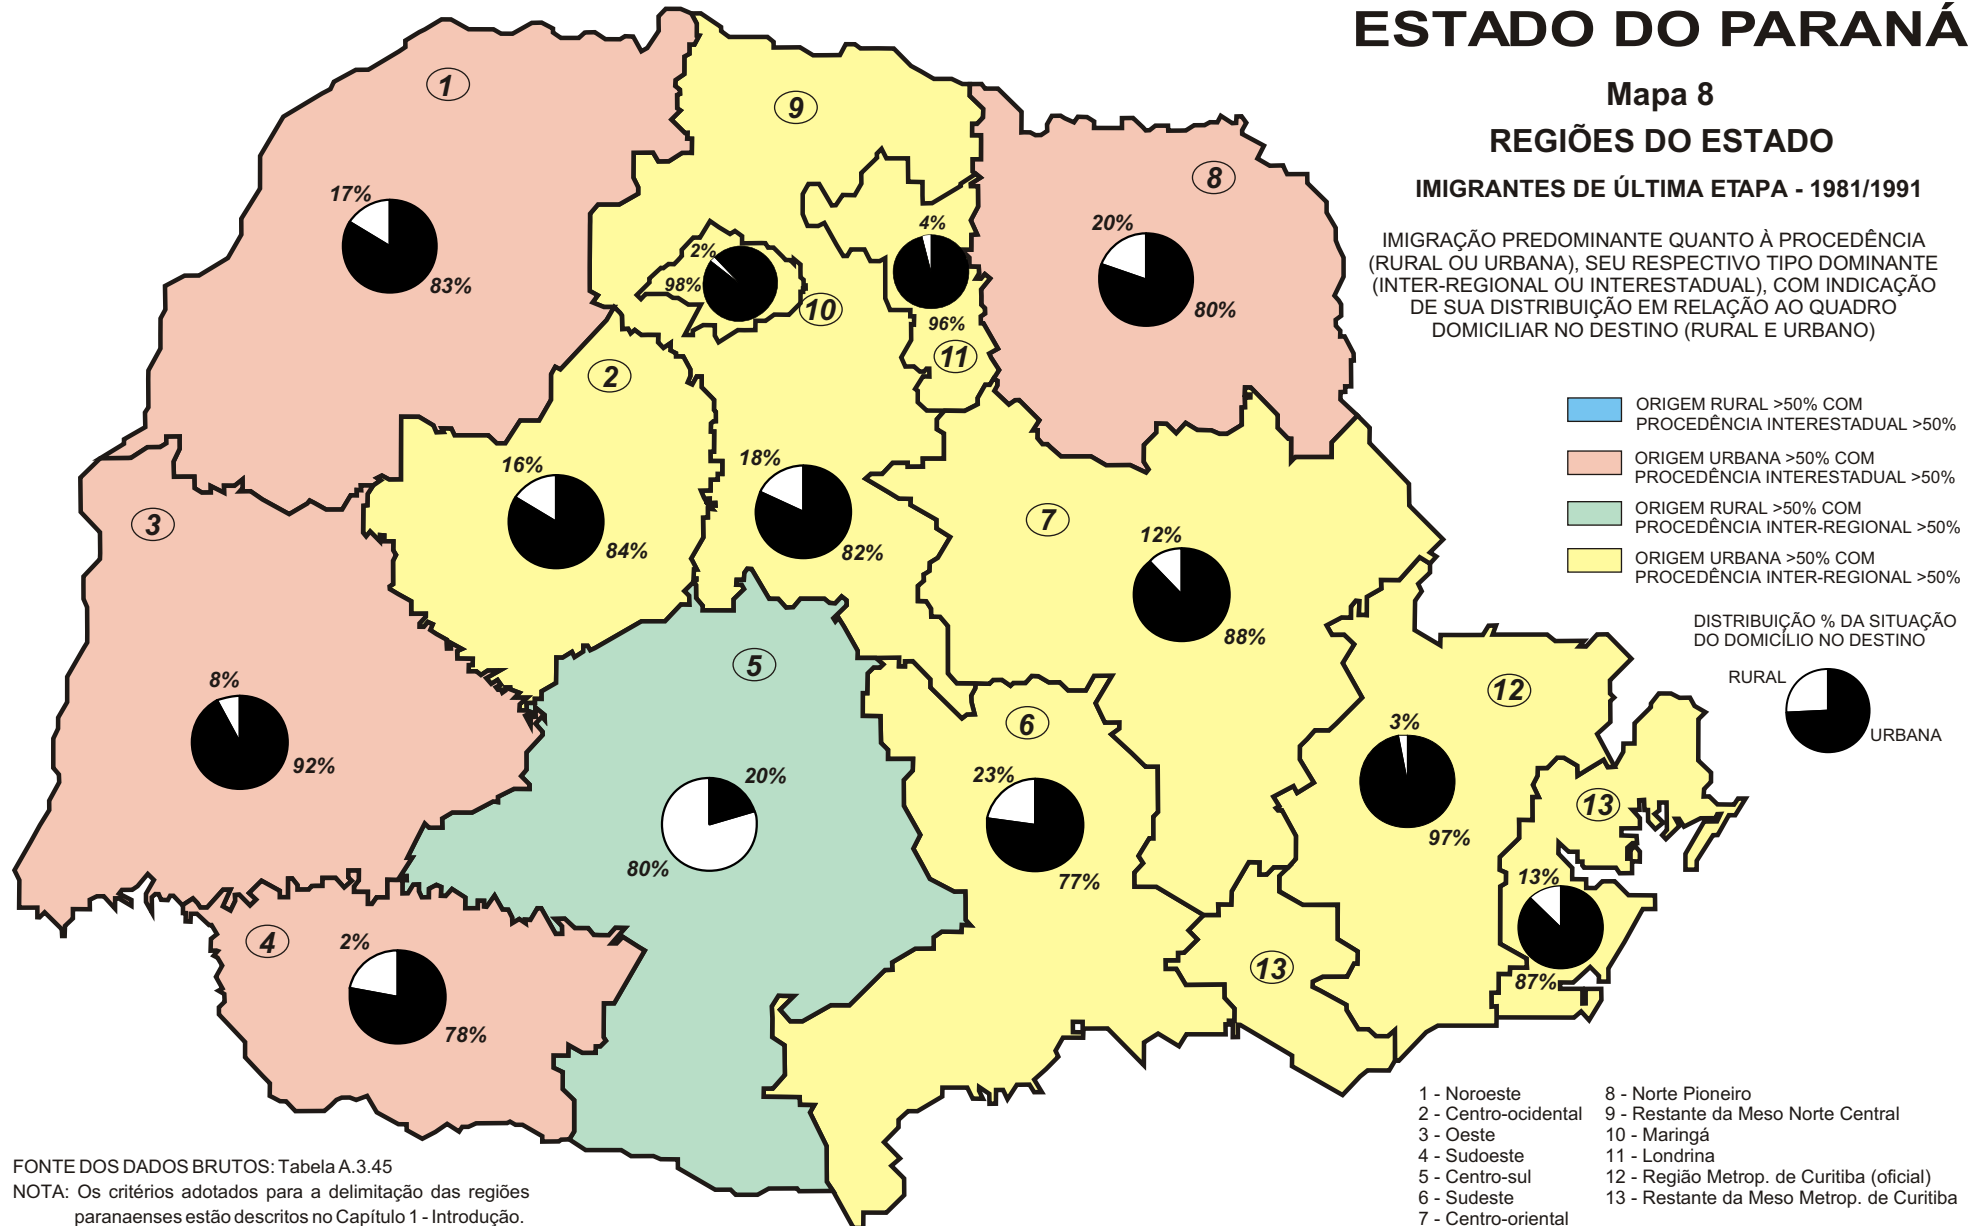 ESTADO DO PARANÁ
Mapa 8
REGIÕES DO ESTADO
IMIGRANTES DE ÚLTIMA ETAPA - 1981/1991
IMIGRAÇÃO PREDOMINANTE QUANTO À PROCEDÊNCIA
(RURAL OU URBANA), SEU RESPECTIVO TIPO DOMINANTE
(INTER-REGIONAL OU INTERESTADUAL), COM INDICAÇÃO
DE SUA DISTRIBUIÇÃO EM RELAÇÃO AO QUADRO
DOMICILIAR NO DESTINO (RURAL E URBANO)
ORIGEM RURAL >50% COM
PROCEDÊNCIA INTERESTADUAL >50%
ORIGEM URBANA >50% COM
PROCEDÊNCIA INTERESTADUAL >50%
ORIGEM RURAL >50% COM
PROCEDÊNCIA INTER-REGIONAL >50%
ORIGEM URBANA >50% COM
PROCEDÊNCIA INTER-REGIONAL >50%
DISTRIBUIÇÃO % DA SITUAÇÃO
DO DOMICÍLIO NO DESTINO
RURAL
URBANA
1
17%
83%
9
2%
98%
10
4%
96%
11
8
20%
80%
2
16%
84%
18%
82%
3
8%
92%
7
12%
88%
5
20%
80%
6
23%
77%
12
3%
97%
13
13%
87%
13
4
2%
78%
1 - Noroeste
2 - Centro-ocidental
3 - Oeste
4 - Sudoeste
5 - Centro-sul
6 - Sudeste
7 - Centro-oriental
8 - Norte Pioneiro
9 - Restante da Meso Norte Central
10 - Maringá
11 - Londrina
12 - Região Metrop. de Curitiba (oficial)
13 - Restante da Meso Metrop. de Curitiba
FONTE DOS DADOS BRUTOS: Tabela A.3.45
NOTA: Os critérios adotados para a delimitação das regiões
paranaenses estão descritos no Capítulo 1 - Introdução.